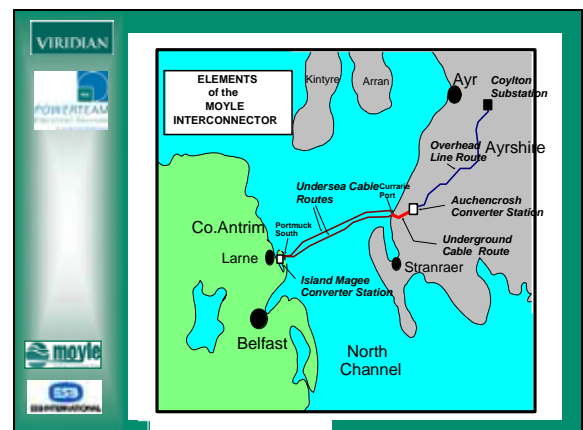 VIRIDIAN
POWERTEAM
moyle
ESB INTERNATIONAL
ELEMENTS
of the
MOYLE
INTERCONNECTOR
Kintyre
Arran
Ayr
Coylton
Substation
Overhead
Line Route
Ayrshire
Undersea Cable
Routes
Currarie
Port
Auchencrosh
Converter Station
Co.Antrim
Portmuck
South
Larne
Underground
Cable Route
Stranraer
Island Magee
Converter Station
Belfast
North
Channel